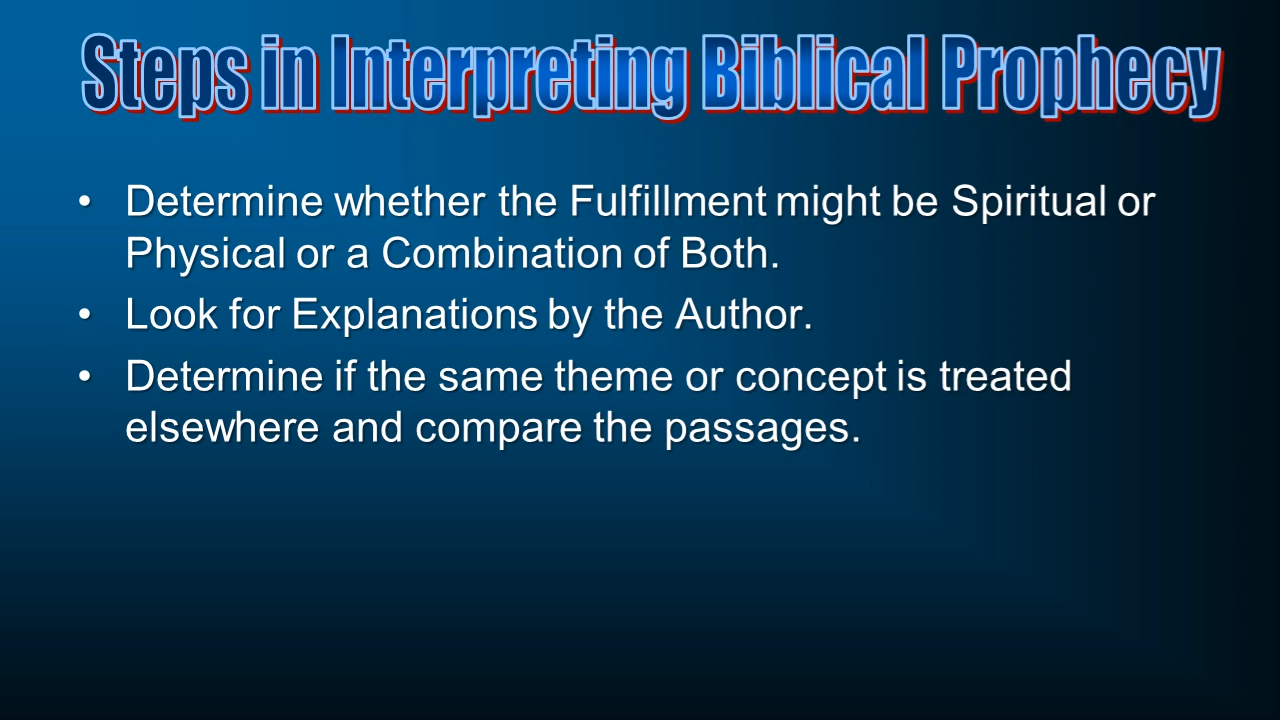 Steps in Interpreting Biblical Prophecy
• Determine whether the Fulfillment might be Spiritual or
Physical or a Combination of Both.
• Look for Explanations by the Author.
• Determine if the same theme or concept is treated
elsewhere and compare the passages.